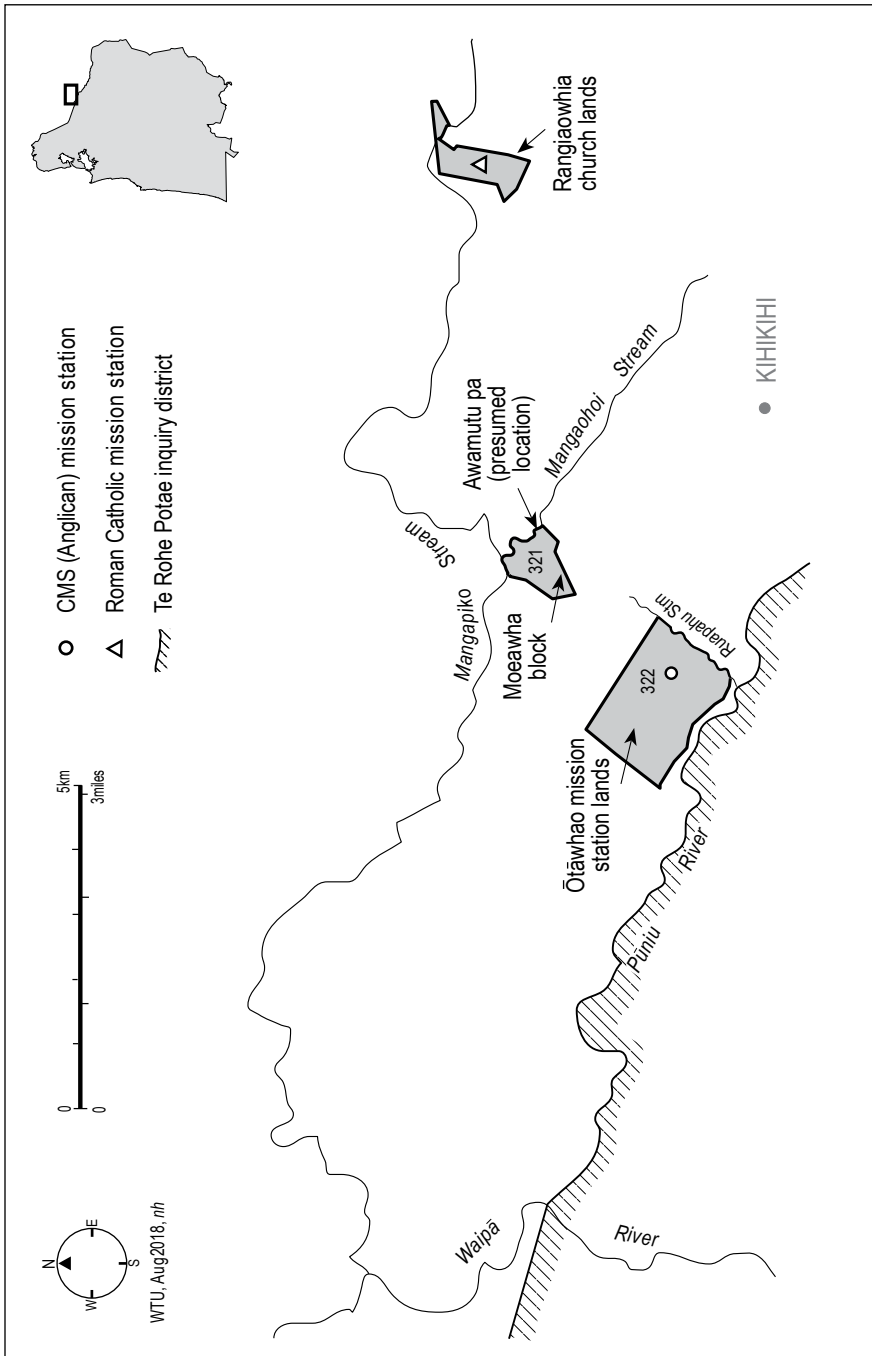 N
W
E
S
WTU, Aug2018, nh
0
5km
0
3miles
CMS (Anglican) mission station
Roman Catholic mission station
Te Rohe Potae inquiry district
Rangiaowhia
church lands
Mangapiko
Stream
Awamutu pa
(presumed
location)
Mangaohoi
Stream
321
Moeawha
block
KIHIKIHI
Ruapahu Stm
322
Ōtāwhao mission
station lands
Waipā
River
Pūniu
River